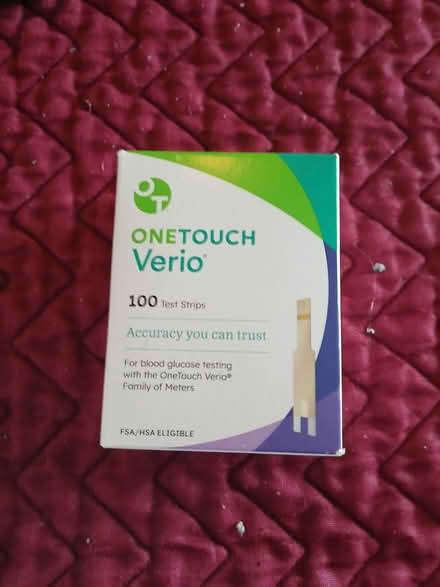 OT
ONETOUCH
Verio®
100 Test Strips
Accuracy you can trust
For blood glucose testing
with the OneTouch Verio®
Family of Meters
FSA/HSA ELIGIBLE